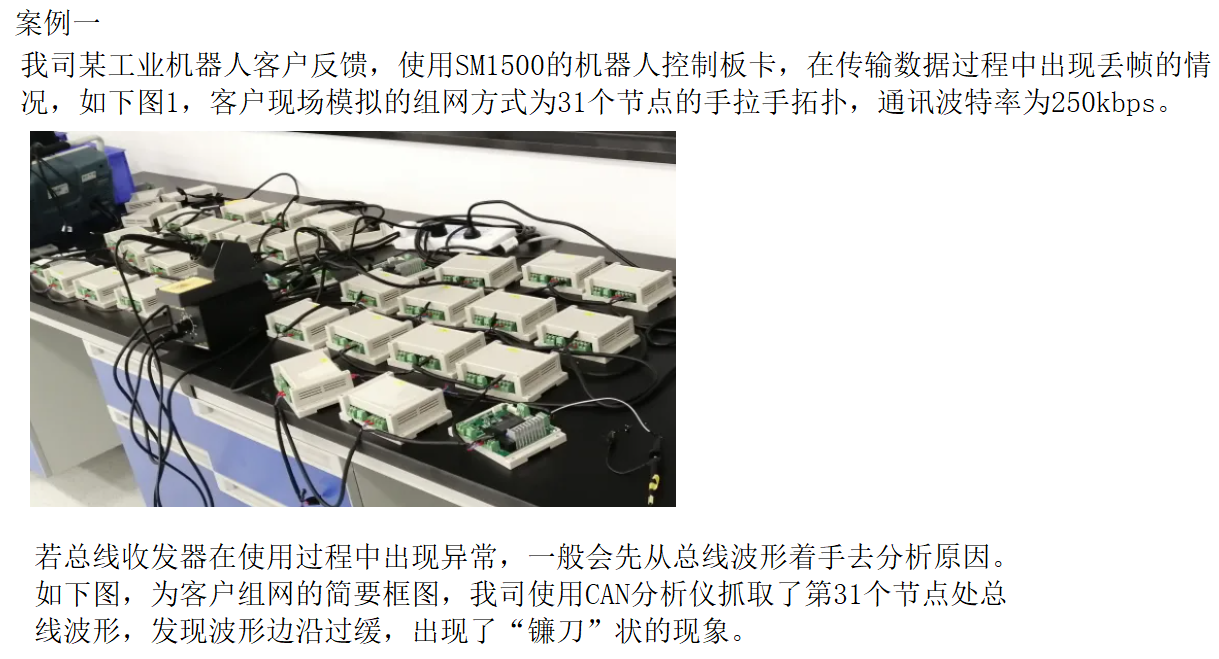 案例一
我司某工业机器人客户反馈，使用SM1500的机器人控制板卡，在传输数据过程中出现丢帧的情
况，如下图1，客户现场模拟的组网方式为31个节点的手拉手拓扑，通讯波特率为250kbps。
若总线收发器在使用过程中出现异常，一般会先从总线波形着手去分析原因。
如下图，为客户组网的简要框图，我司使用CAN分析仪抓取了第31个节点处总
线波形，发现波形边沿过缓，出现了“镰刀”状的现象。